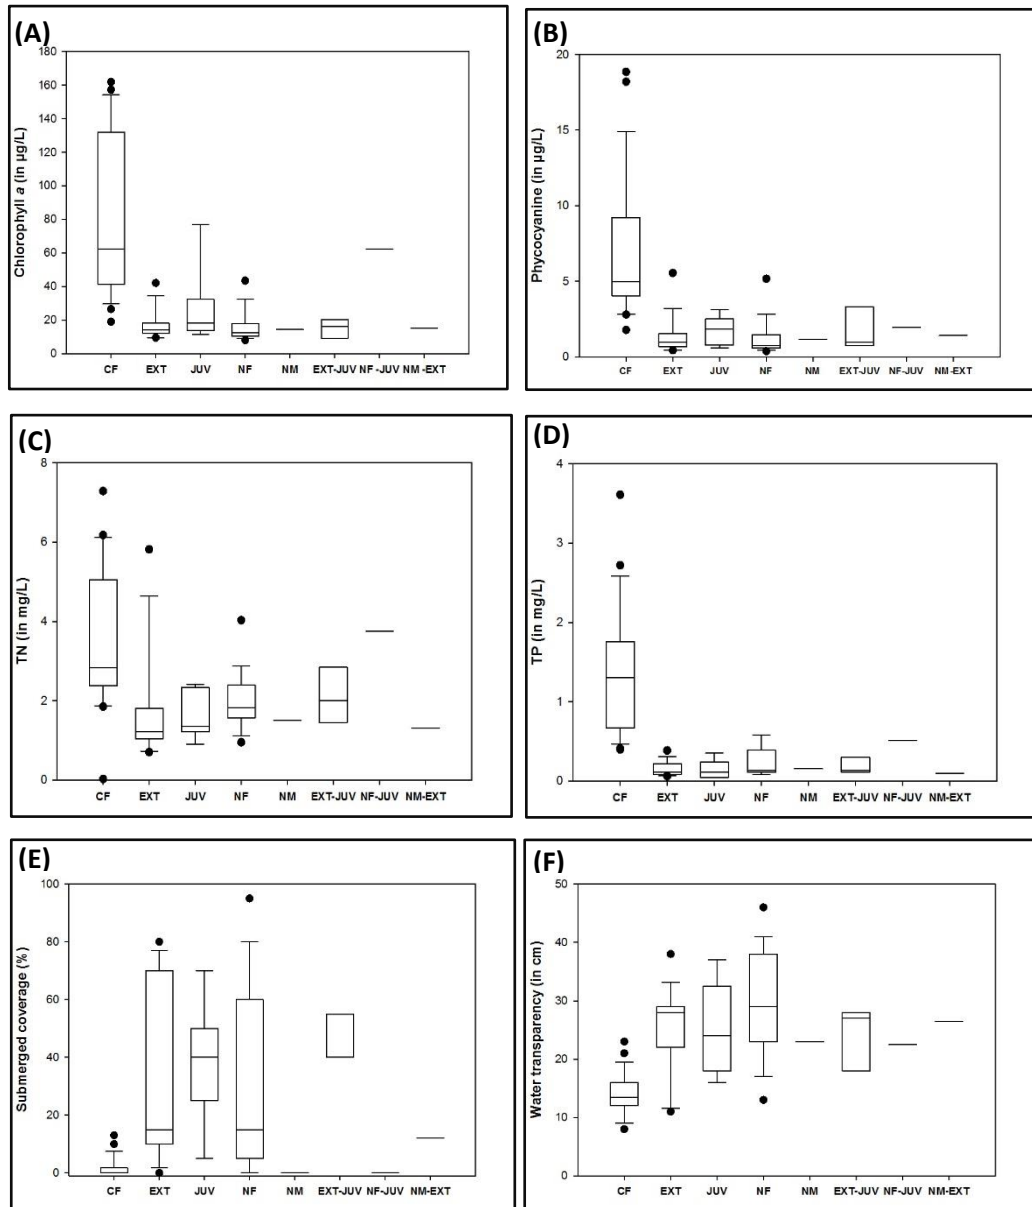 (A)
Chlorophyll a (in µg/L)
180
160
140
120
100
80
60
40
20
0
CF EXT JUV NF NM EXT-JUV NF-JUV NM-EXT
(B)
Phycocyanine (in µg/L)
20
15
10
5
0
CF EXT JUV NF NM EXT-JUV NF-JUV NM-EXT
(C)
TN (in mg/L)
8
6
4
2
0
CF EXT JUV NF NM EXT-JUV NF-JUV NM-EXT
(D)
TP (in mg/L)
4
3
2
1
0
CF EXT JUV NF NM EXT-JUV NF-JUV NM-EXT
(E)
Submerged coverage (%)
100
80
60
40
20
0
CF EXT JUV NF NM EXT-JUV NF-JUV NM-EXT
(F)
Water transparency (in cm)
50
40
30
20
10
0
CF EXT JUV NF NM EXT-JUV NF-JUV NM-EXT